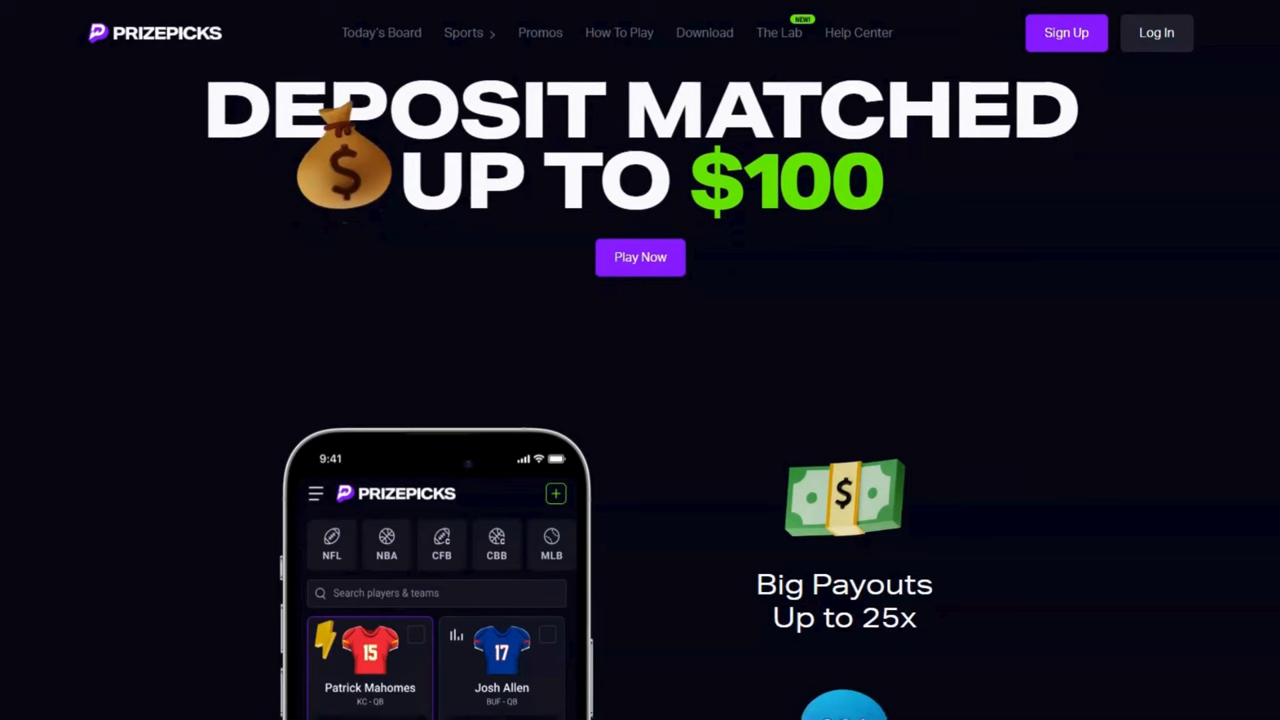 PRIZEPICKS
Today's Board Sports Promos How To Play Download The Lab NEW! Help Center
Sign Up Log In
DEPOSIT MATCHED
$ UP TO $100
Play Now
9:41
PRIZEPICKS
NFL NBA CFB CBB MLB
Search players & teams
15 17
Patrick Mahomes Josh Allen
KC - QB BUF - QB
$
Big Payouts
Up to 25x